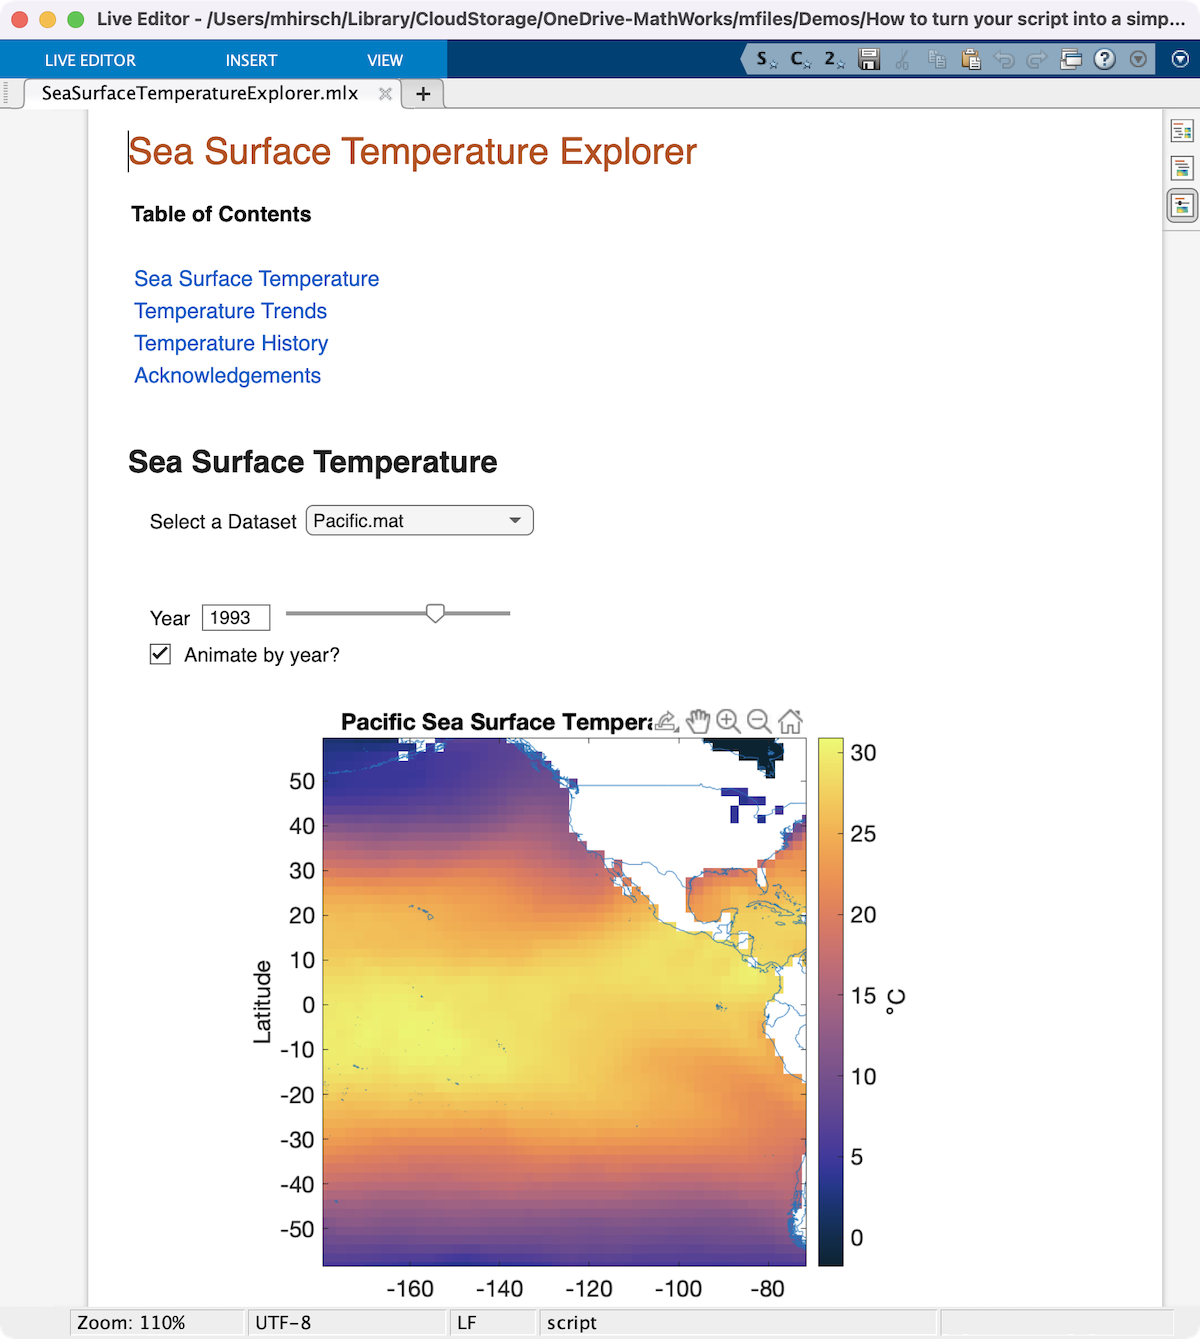 Live Editor - /Users/mhirsch/Library/CloudStorage/OneDrive-MathWorks/mfiles/Demos/How to turn your script into a simp...
LIVE EDITOR INSERT VIEW
S C 2 ?
SeaSurfaceTemperatureExplorer.mlx × +
Sea Surface Temperature Explorer
Table of Contents
Sea Surface Temperature
Temperature Trends
Temperature History
Acknowledgements
Sea Surface Temperature
Select a Dataset Pacific.mat
Year 1993
Animate by year?
Pacific Sea Surface Tempera
50
40
30
20
10
0
-10
-20
-30
-40
-50
Latitude
-160 -140 -120 -100 -80
30
25
20
15
10
5
0
°C
Zoom: 110% UTF-8 LF script